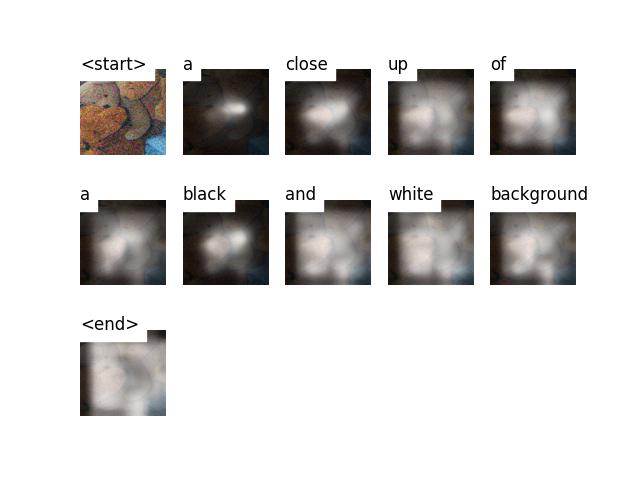 <start> a close up of
a black and white background
<end>